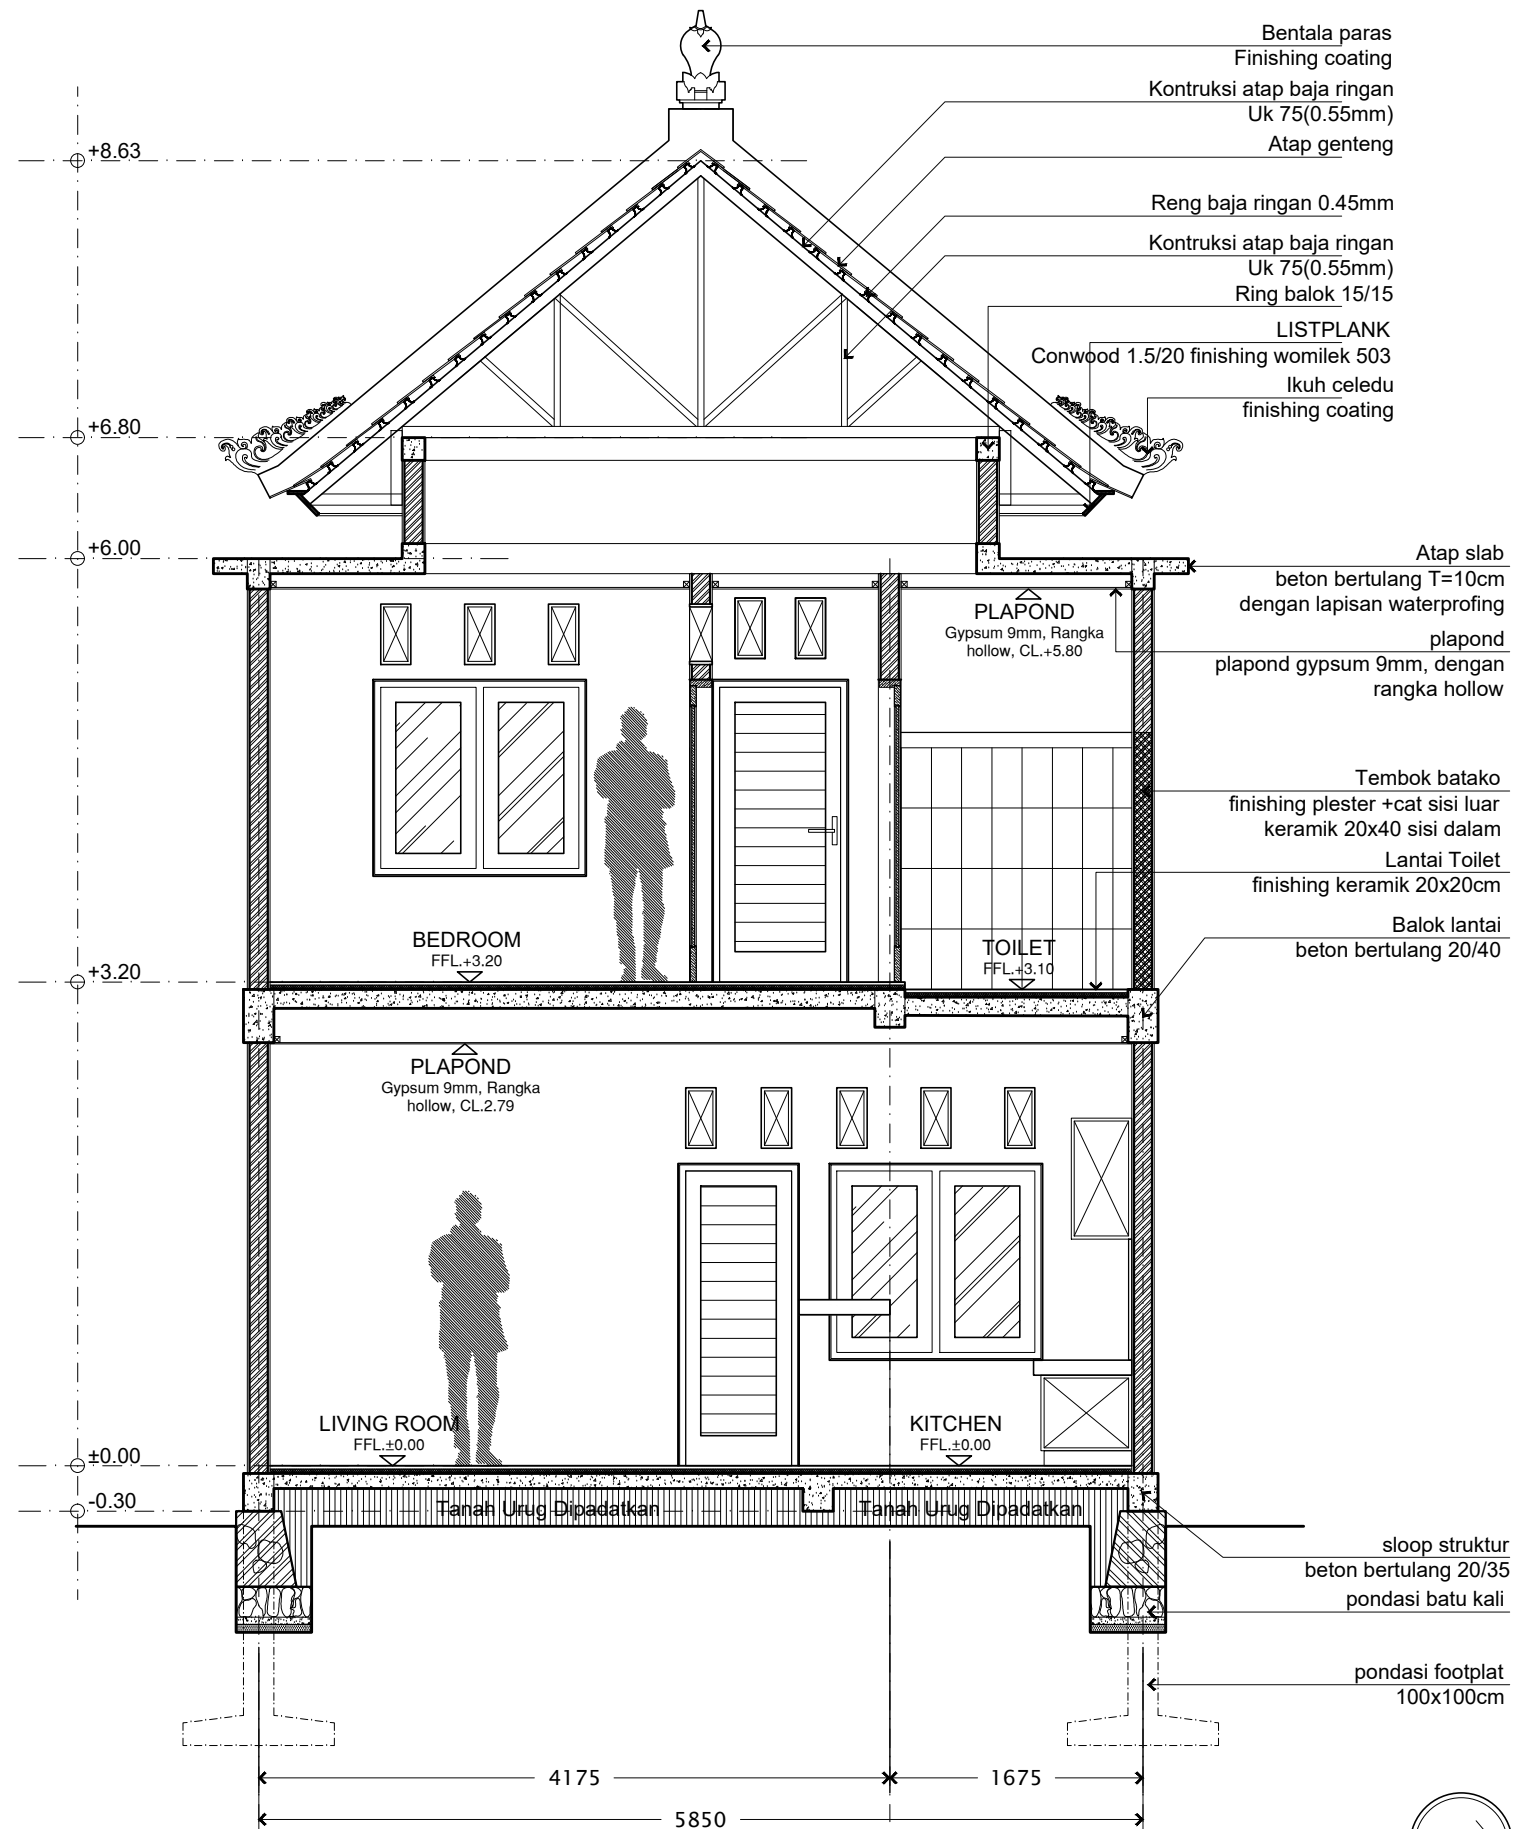 Bentala paras
Finishing coating
Kontruksi atap baja ringan
Uk 75(0.55mm)
+8.63
Atap genteng
Reng baja ringan 0.45mm
Kontruksi atap baja ringan
Uk 75(0.55mm)
Ring balok 15/15
LISTPLANK
Conwood 1.5/20 finishing womilek 503
Ikuh celedu
finishing coating
+6.80
+6.00
Atap slab
beton bertulang T=10cm
dengan lapisan waterprofing
PLAPOND
Gypsum 9mm, Rangka
hollow, CL.+5.80
plapond
plapond gypsum 9mm, dengan
rangka hollow
Tembok batako
finishing plester +cat sisi luar
keramik 20x40 sisi dalam
Lantai Toilet
finishing keramik 20x20cm
Balok lantai
beton bertulang 20/40
BEDROOM
FFL.+3.20
TOILET
FFL.+3.10
+3.20
PLAPOND
Gypsum 9mm, Rangka
hollow, CL.2.79
LIVING ROOM
FFL.±0.00
KITCHEN
FFL.±0.00
±0.00
-0.30
Tanah Urug Dipadatkan
Tanah Urug Dipadatkan
sloop struktur
beton bertulang 20/35
pondasi batu kali
pondasi footplat
100x100cm
4175
1675
5850